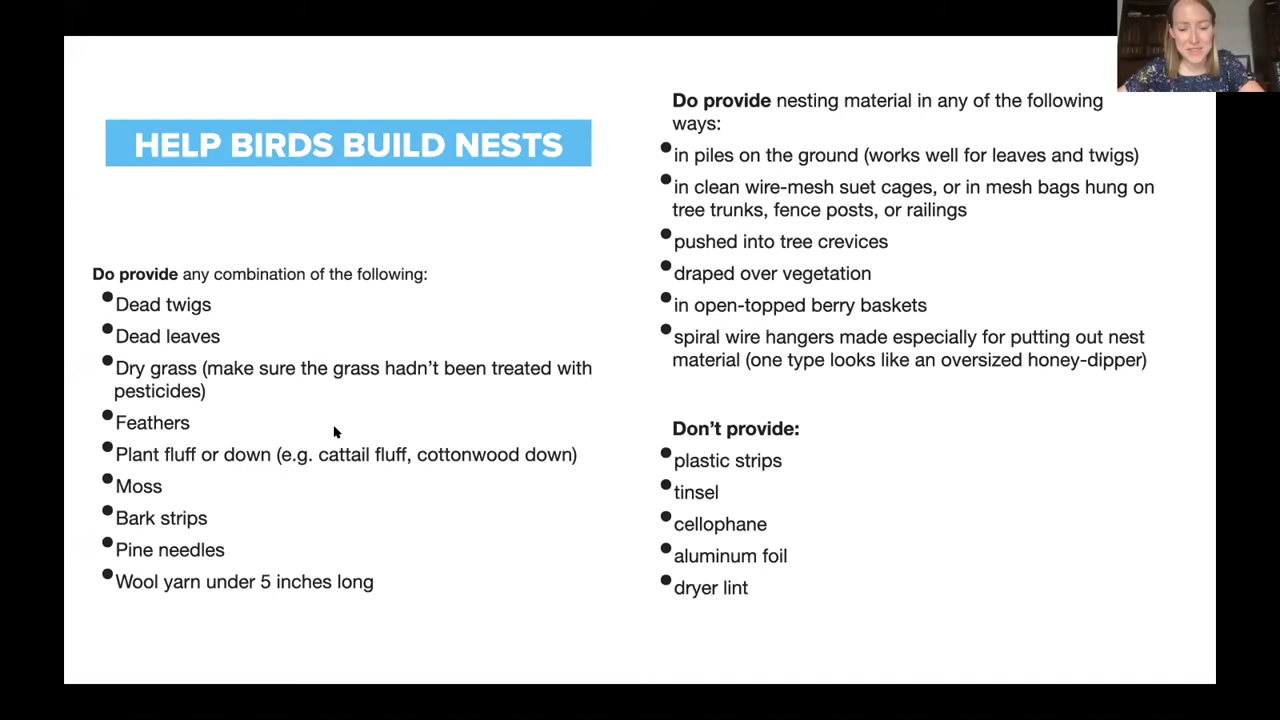 HELP BIRDS BUILD NESTS
Do provide any combination of the following:
Dead twigs
Dead leaves
Dry grass (make sure the grass hadn’t been treated with
pesticides)
Feathers
Plant fluff or down (e.g. cattail fluff, cottonwood down)
Moss
Bark strips
Pine needles
Wool yarn under 5 inches long
Do provide nesting material in any of the following
ways:
in piles on the ground (works well for leaves and twigs)
in clean wire-mesh suet cages, or in mesh bags hung on
tree trunks, fence posts, or railings
pushed into tree crevices
draped over vegetation
in open-topped berry baskets
spiral wire hangers made especially for putting out nest
material (one type looks like an oversized honey-dipper)
Don’t provide:
plastic strips
tinsel
cellophane
aluminum foil
dryer lint